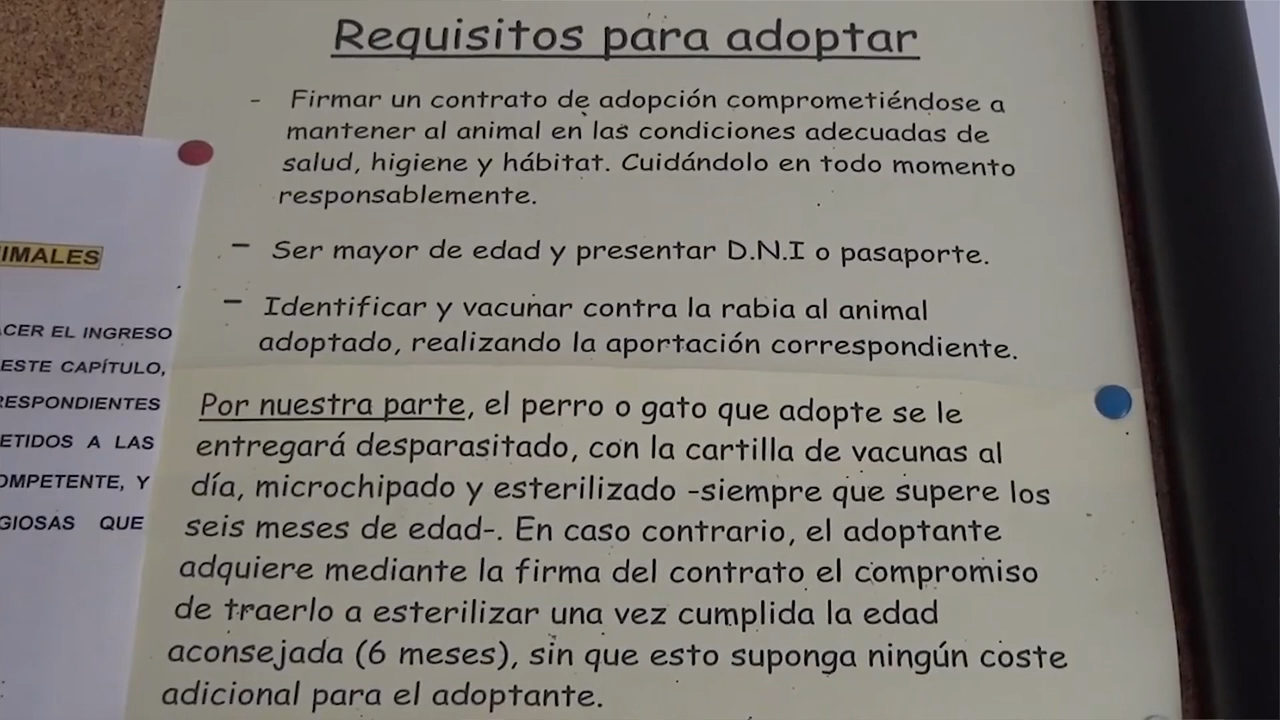 Requisitos para adoptar
- Firmar un contrato de adopción comprometiéndose a
mantener al animal en las condiciones adecuadas de
salud, higiene y hábitat. Cuidándolo en todo momento
responsablemente.
- Ser mayor de edad y presentar D.N.I o pasaporte.
- Identificar y vacunar contra la rabia al animal
adoptado, realizando la aportación correspondiente.
Por nuestra parte, el perro o gato que adopte se le
entregará desparasitado, con la cartilla de vacunas al
día, microchipado y esterilizado -siempre que supere los
seis meses de edad-. En caso contrario, el adoptante
adquiere mediante la firma del contrato el compromiso
de traerlo a esterilizar una vez cumplida la edad
aconsejada (6 meses), sin que esto suponga ningún coste
adicional para el adoptante.
IMALES
CER EL INGRESO
ESTE CAPÍTULO,
RESPONDIENTES
ETIDOS A LAS
OMPETENTE, Y
GIOSAS QUE